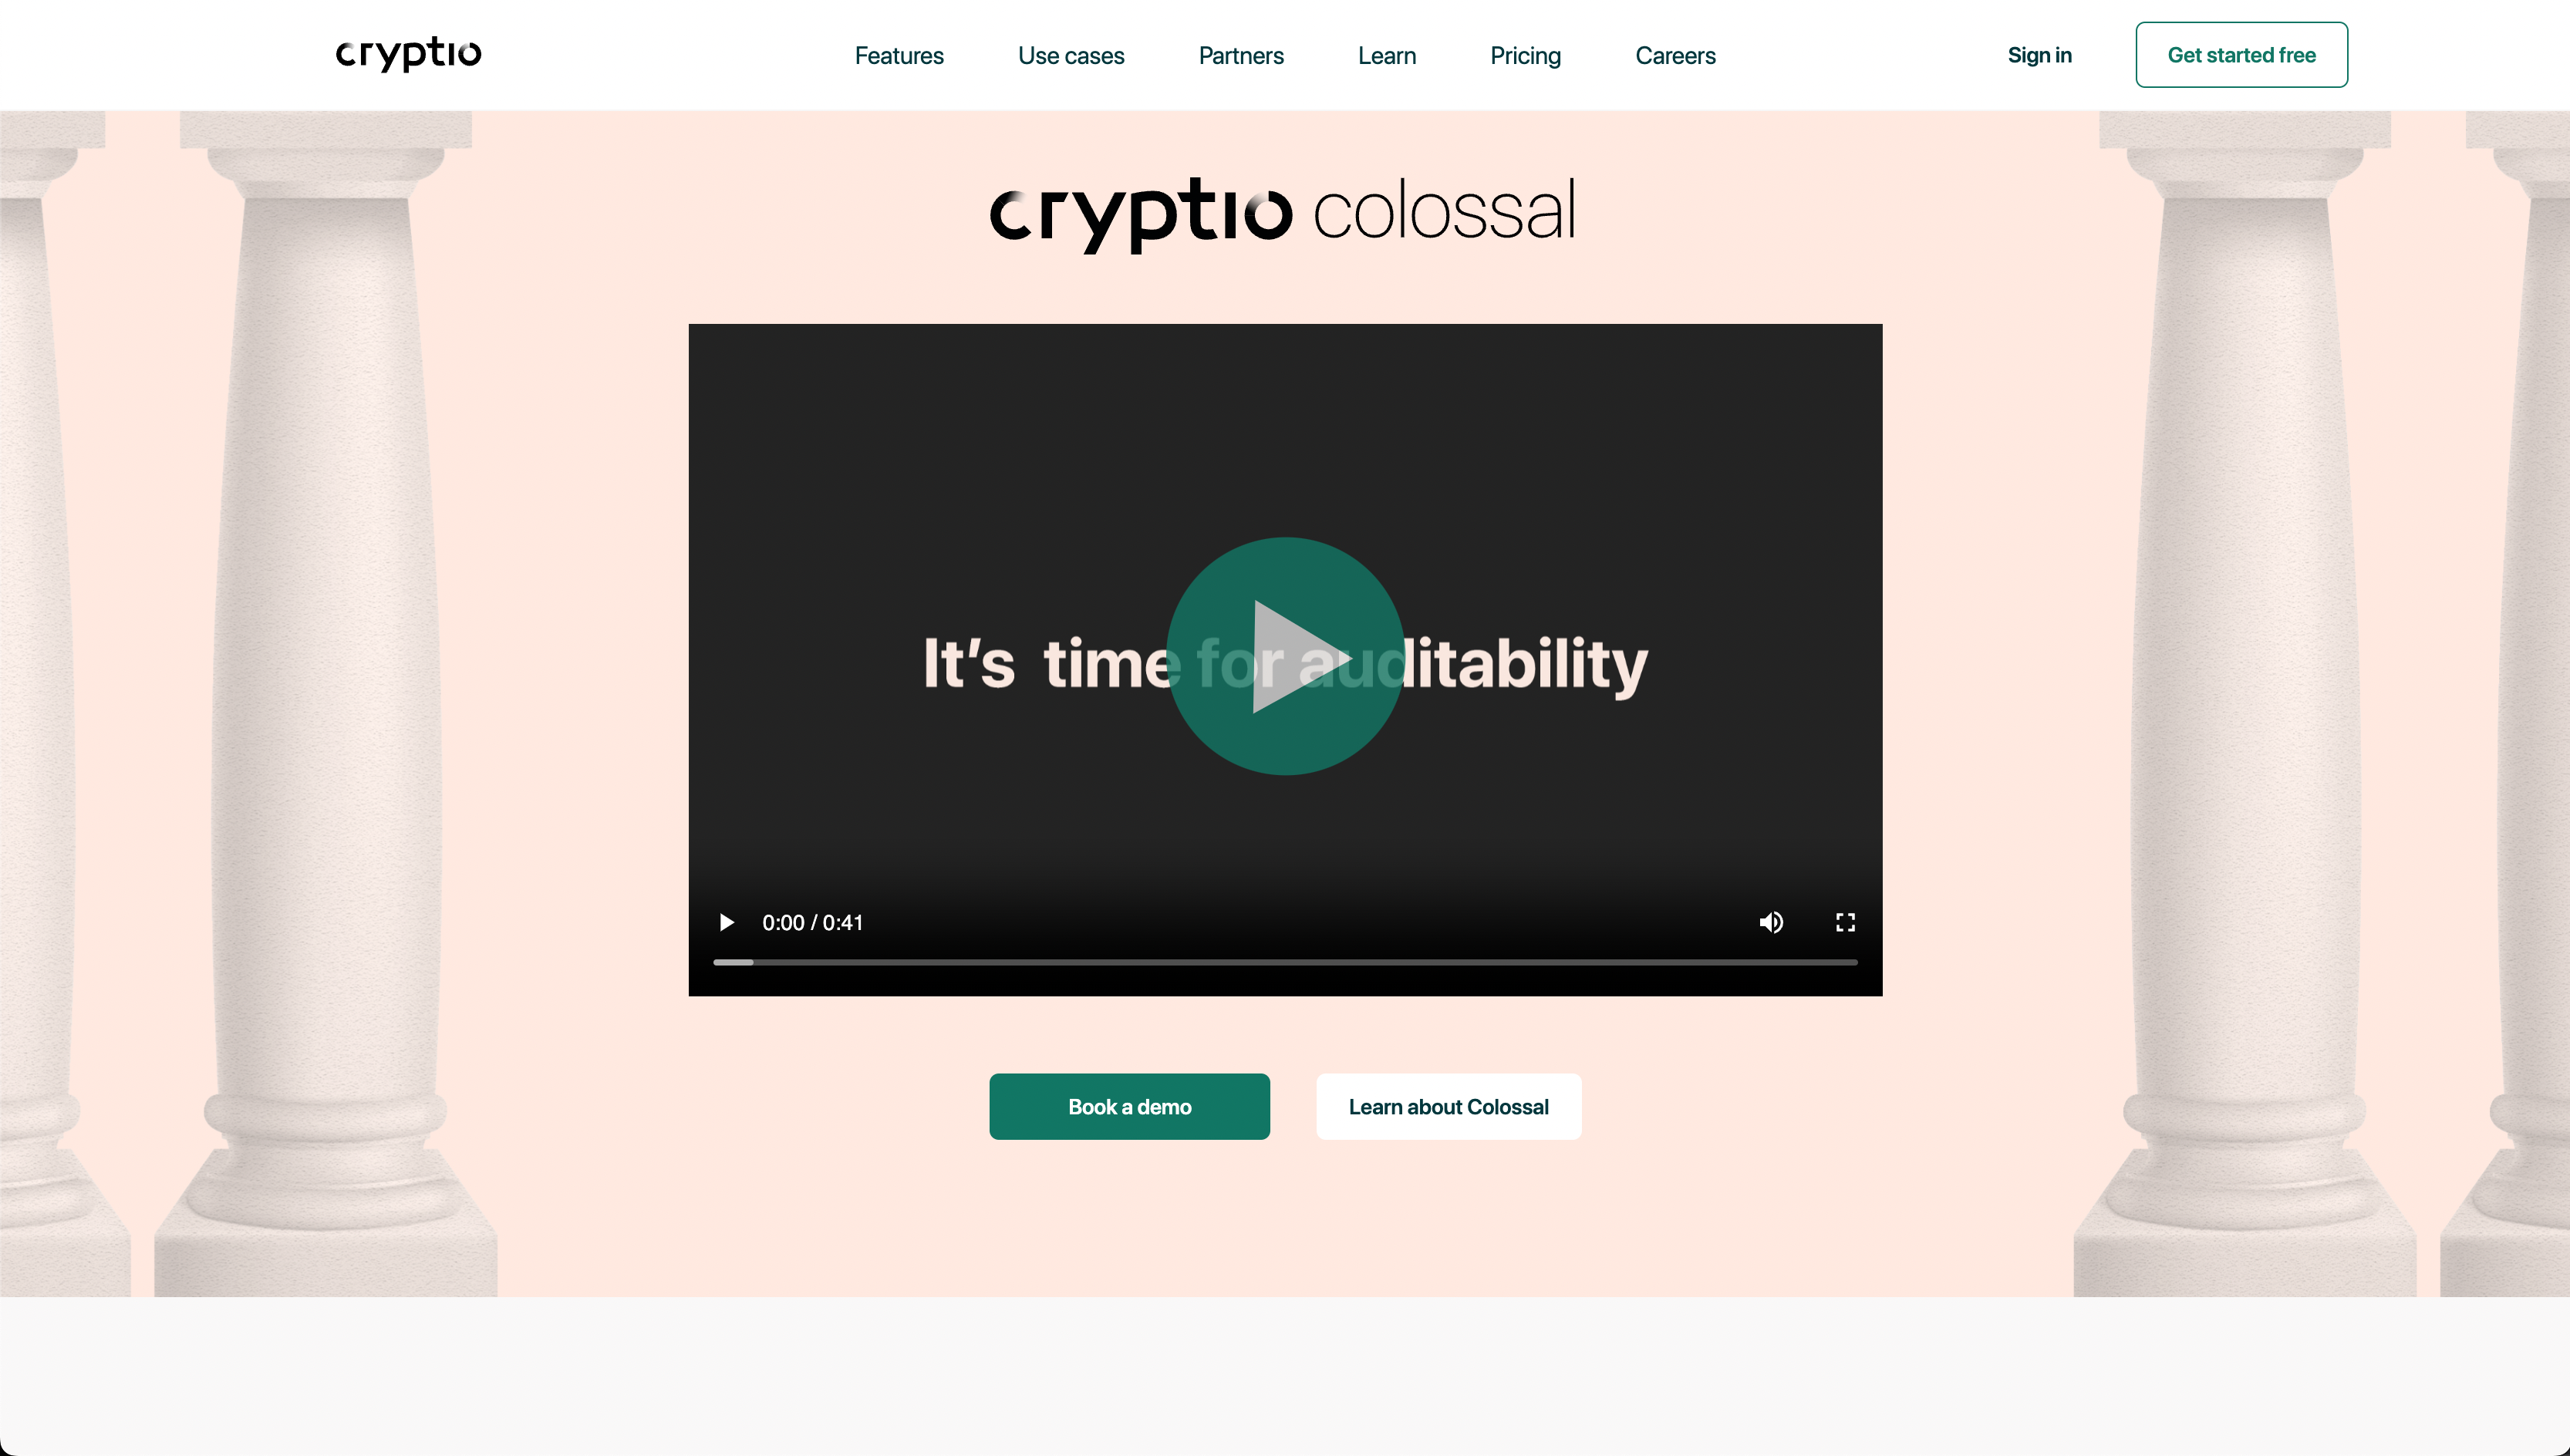 cryptio
Features
Use cases
Partners
Learn
Pricing
Careers
Sign in
Get started free
cryptio colossal
It's time for auditability
0:00 / 0:41
Book a demo
Learn about Colossal